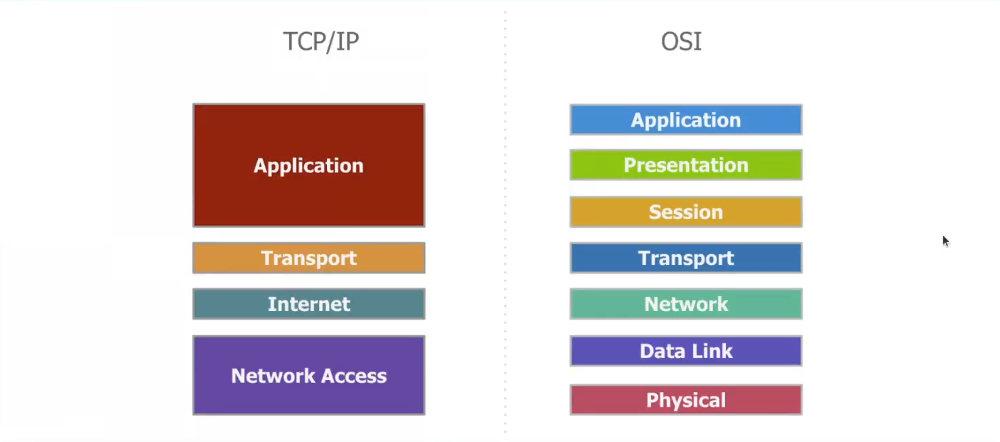 TCP/IP
Application
Transport
Internet
Network Access
OSI
Application
Presentation
Session
Transport
Network
Data Link
Physical